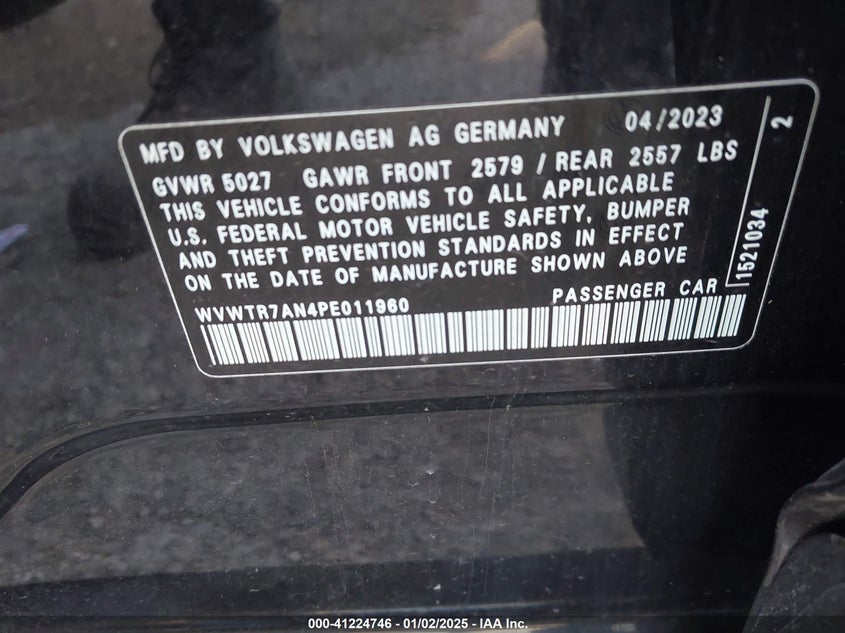 MFD BY VOLKSWAGEN AG GERMANY 04/2023
GVWR 5027 GAWR FRONT 2579 / REAR 2557 LBS
THIS VEHICLE CONFORMS TO ALL APPLICABLE
U.S. FEDERAL MOTOR VEHICLE SAFETY, BUMPER
AND THEFT PREVENTION STANDARDS IN EFFECT
ON THE DATE OF MANUFACTURE SHOWN ABOVE
WVWTR7AN4PE011960 PASSENGER CAR
1521034
2
000-41224746 - 01/02/2025 - IAA Inc.